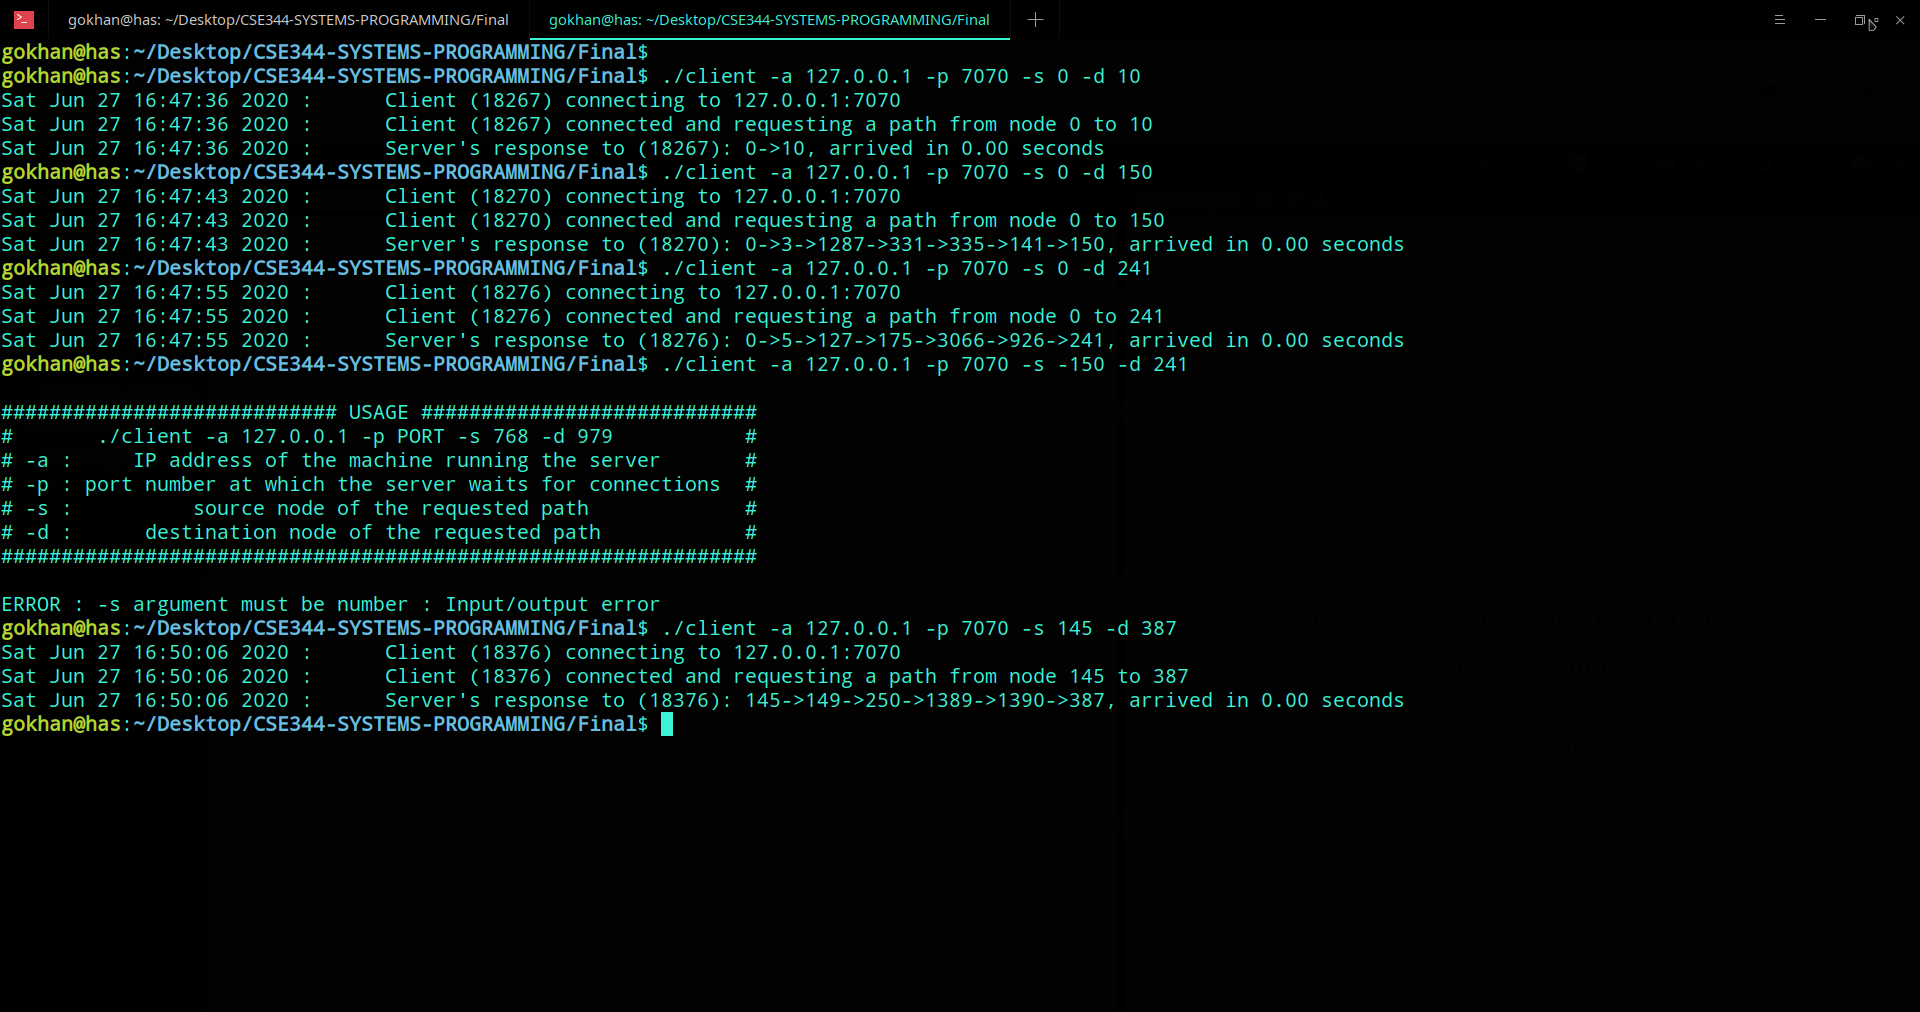 gokhan@has: ~/Desktop/CSE344-SYSTEMS-PROGRAMMING/Final gokhan@has: ~/Desktop/CSE344-SYSTEMS-PROGRAMMING/Final
gokhan@has:~/Desktop/CSE344-SYSTEMS-PROGRAMMING/Final$
gokhan@has:~/Desktop/CSE344-SYSTEMS-PROGRAMMING/Final$ ./client -a 127.0.0.1 -p 7070 -s 0 -d 10
Sat Jun 27 16:47:36 2020 :      Client (18267) connecting to 127.0.0.1:7070
Sat Jun 27 16:47:36 2020 :      Client (18267) connected and requesting a path from node 0 to 10
Sat Jun 27 16:47:36 2020 :      Server's response to (18267): 0->10, arrived in 0.00 seconds
gokhan@has:~/Desktop/CSE344-SYSTEMS-PROGRAMMING/Final$ ./client -a 127.0.0.1 -p 7070 -s 0 -d 150
Sat Jun 27 16:47:43 2020 :      Client (18270) connecting to 127.0.0.1:7070
Sat Jun 27 16:47:43 2020 :      Client (18270) connected and requesting a path from node 0 to 150
Sat Jun 27 16:47:43 2020 :      Server's response to (18270): 0->3->1287->331->335->141->150, arrived in 0.00 seconds
gokhan@has:~/Desktop/CSE344-SYSTEMS-PROGRAMMING/Final$ ./client -a 127.0.0.1 -p 7070 -s 0 -d 241
Sat Jun 27 16:47:55 2020 :      Client (18276) connecting to 127.0.0.1:7070
Sat Jun 27 16:47:55 2020 :      Client (18276) connected and requesting a path from node 0 to 241
Sat Jun 27 16:47:55 2020 :      Server's response to (18276): 0->5->127->175->3066->926->241, arrived in 0.00 seconds
gokhan@has:~/Desktop/CSE344-SYSTEMS-PROGRAMMING/Final$ ./client -a 127.0.0.1 -p 7070 -s -150 -d 241
############################ USAGE ############################
#       ./client -a 127.0.0.1 -p PORT -s 768 -d 979           #
# -a :     IP address of the machine running the server       #
# -p : port number at which the server waits for connections  #
# -s :          source node of the requested path             #
# -d :      destination node of the requested path            #
###############################################################
ERROR : -s argument must be number : Input/output error
gokhan@has:~/Desktop/CSE344-SYSTEMS-PROGRAMMING/Final$ ./client -a 127.0.0.1 -p 7070 -s 145 -d 387
Sat Jun 27 16:50:06 2020 :      Client (18376) connecting to 127.0.0.1:7070
Sat Jun 27 16:50:06 2020 :      Client (18376) connected and requesting a path from node 145 to 387
Sat Jun 27 16:50:06 2020 :      Server's response to (18376): 145->149->250->1389->1390->387, arrived in 0.00 seconds
gokhan@has:~/Desktop/CSE344-SYSTEMS-PROGRAMMING/Final$